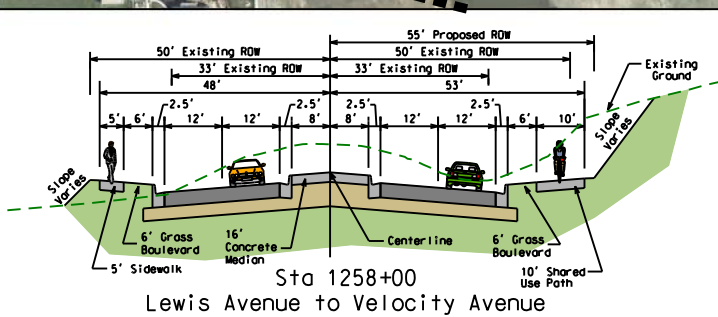 55' Proposed ROW
50' Existing ROW
50' Existing ROW
33' Existing ROW
33' Existing ROW
Existing
Ground
48'
53'
2.5'
2.5'
2.5'
2.5'
5'
6'
12'
12'
8'
8'
12'
12'
6'
10'
Slope
Varies
Slope
Varies
6' Grass
Boulevard
16'
Concrete
Median
Centerline
6' Grass
Boulevard
5' Sidewalk
10' Shared
Use Path
Sta 1258+00
Lewis Avenue to Velocity Avenue